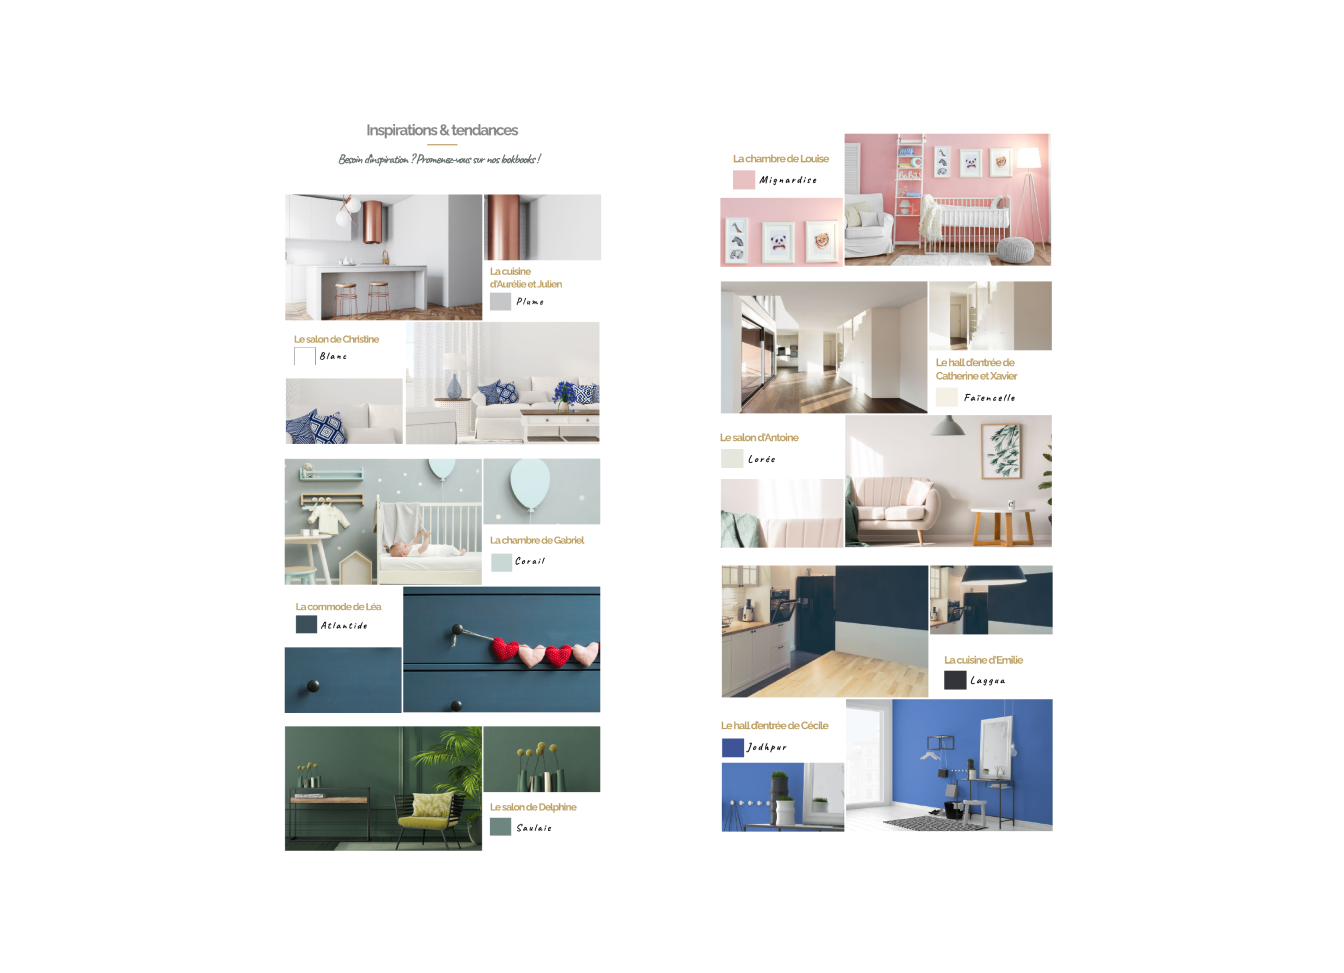 Inspirations & tendances
Besoin d'inspiration ? Promenez-vous sur nos lookbooks !
La cuisine
d'Aurélie et Julien
Plume
Le salon de Christine
Blanc
La chambre de Gabriel
Corail
La commode de Léa
Atlantide
Le salon de Delphine
Saulaie
La chambre de Louise
Mignardise
Le hall d'entrée de
Catherine et Xavier
Faïencelle
Le salon d'Antoine
Lorée
La cuisine d'Emilie
Laggua
Le hall d'entrée de Cécile
Jodhpur